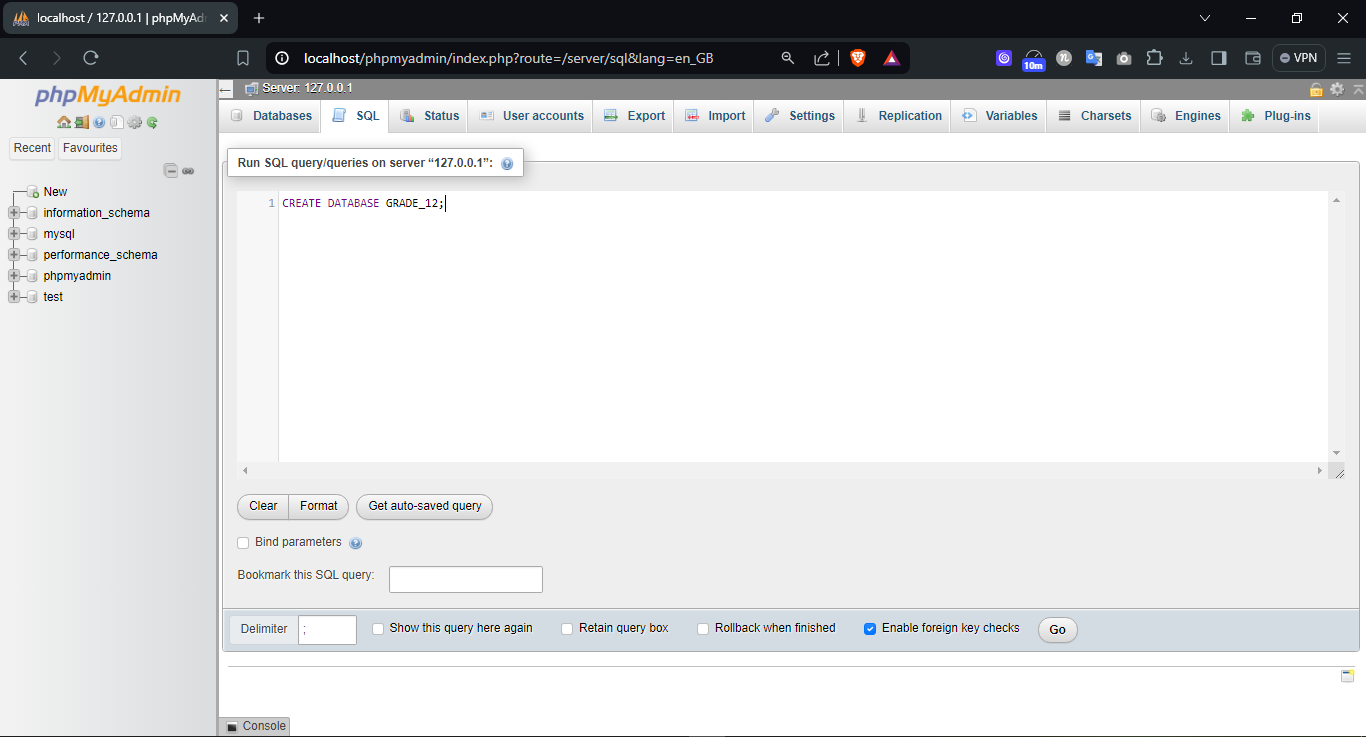 localhost / 127.0.0.1 | phpMyAd
localhost/phpmyadmin/index.php?route=/server/sql&lang=en_GB
10m
VPN
phpMyAdmin
Recent
Favourites
New
information_schema
mysql
performance_schema
phpmyadmin
test
Server: 127.0.0.1
Databases
SQL
Status
User accounts
Export
Import
Settings
Replication
Variables
Charsets
Engines
Plug-ins
Run SQL query/queries on server “127.0.0.1”:
1 CREATE DATABASE GRADE_12;
Clear
Format
Get auto-saved query
Bind parameters
Bookmark this SQL query:
Delimiter
;
Show this query here again
Retain query box
Rollback when finished
Enable foreign key checks
Go
Console